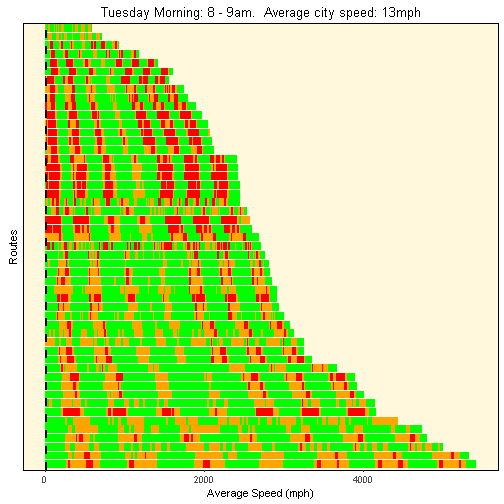 Tuesday Morning: 8 - 9am.  Average city speed: 13mph
Routes
0 2000 4000
Average Speed (mph)